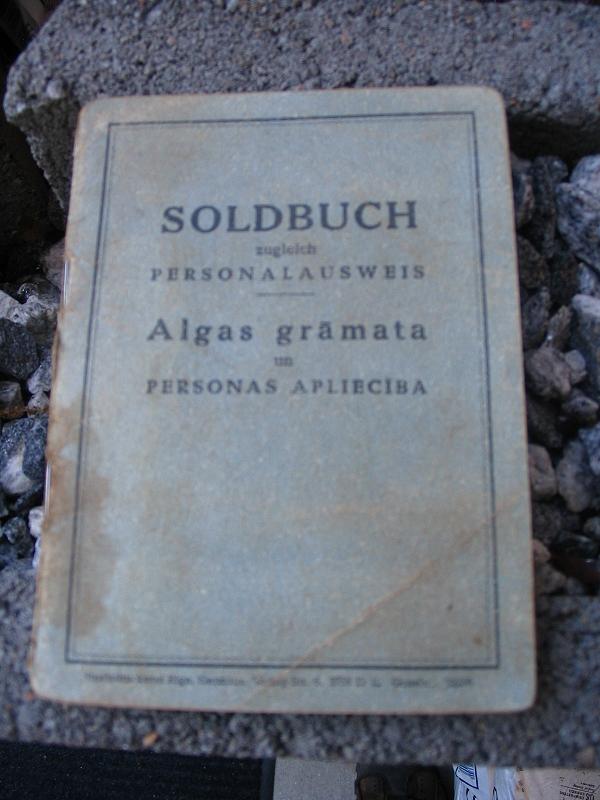 SOLDBUCH
zugleich
PERSONALAUSWEIS
Algas grāmata
un
PERSONAS APLIECĪBA